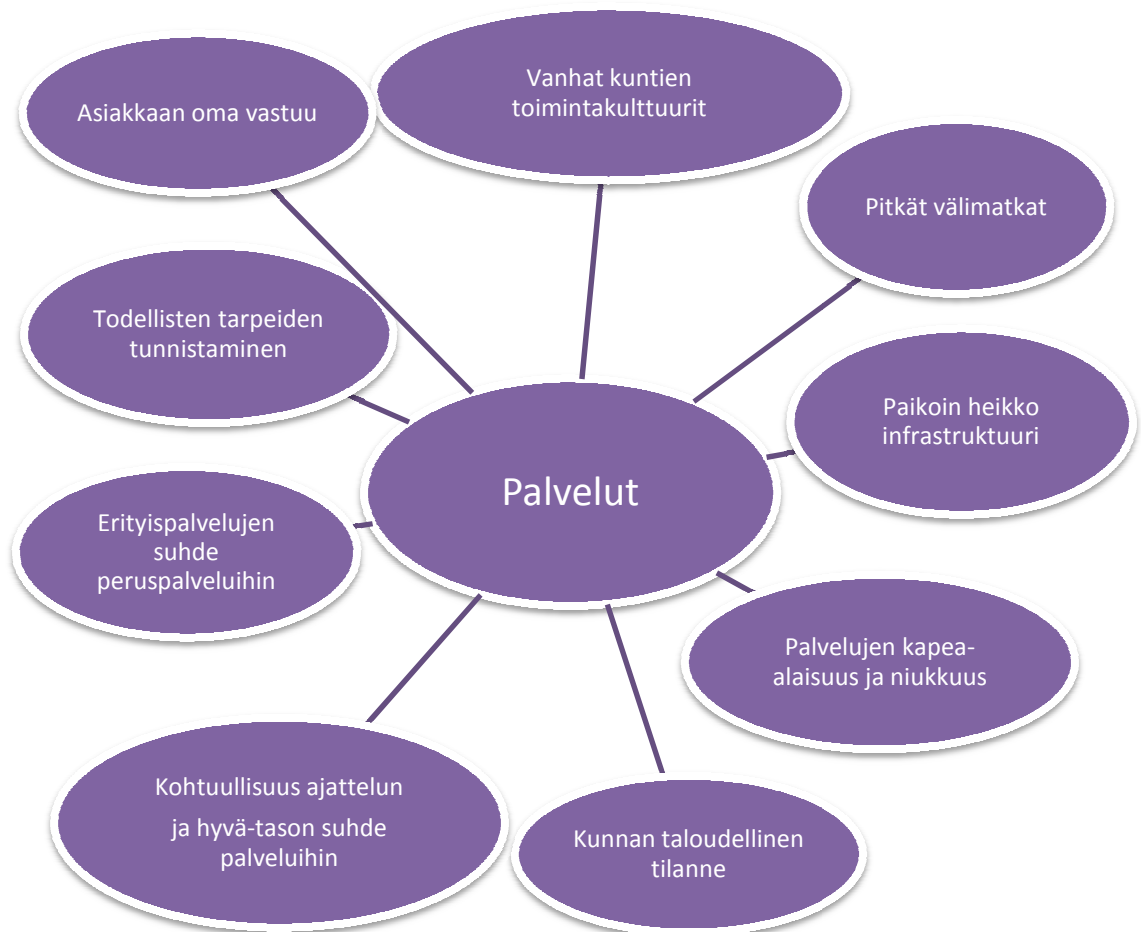 Vanhat kuntien
toimintakulttuurit
Asiakkaan oma vastuu
Pitkät välimatkat
Todellisten tarpeiden
tunnistaminen
Paikoin heikko
infrastruktuuri
Palvelut
Erityispalvelujen
suhde
peruspalveluihin
Palvelujen kapea-
alaisuus ja niukkuus
Kohtuullisuus ajattelun
ja hyvä-tason suhde
palveluihin
Kunnan taloudellinen
tilanne